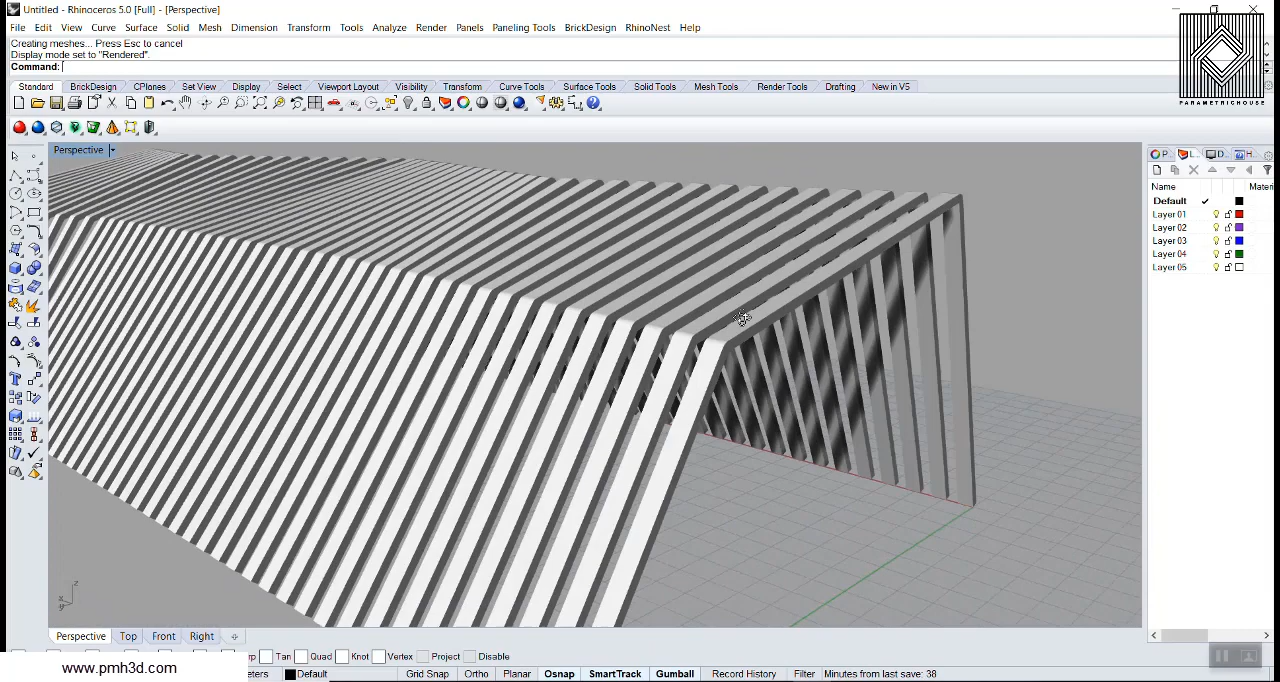 Untitled - Rhinoceros 5.0 [Full] - [Perspective]
File Edit View Curve Surface Solid Mesh Dimension Transform Tools Analyze Render Panels Paneling Tools BrickDesign RhinoNest Help
Creating meshes... Press Esc to cancel
Display mode set to "Rendered".
Command:
Standard BrickDesign CPlanes Set View Display Select Viewport Layout Visibility Transform Curve Tools Surface Tools Solid Tools Mesh Tools Render Tools Drafting New in V5
PARAMETRICHOUSE
Perspective
P... L... D... H...
Name Materi
Default
Layer 01
Layer 02
Layer 03
Layer 04
Layer 05
z
x
y
Perspective Top Front Right
Tan Quad Knot Vertex Project Disable
www.pmh3d.com
eters Default Grid Snap Ortho Planar Osnap SmartTrack Gumball Record History Filter Minutes from last save: 38